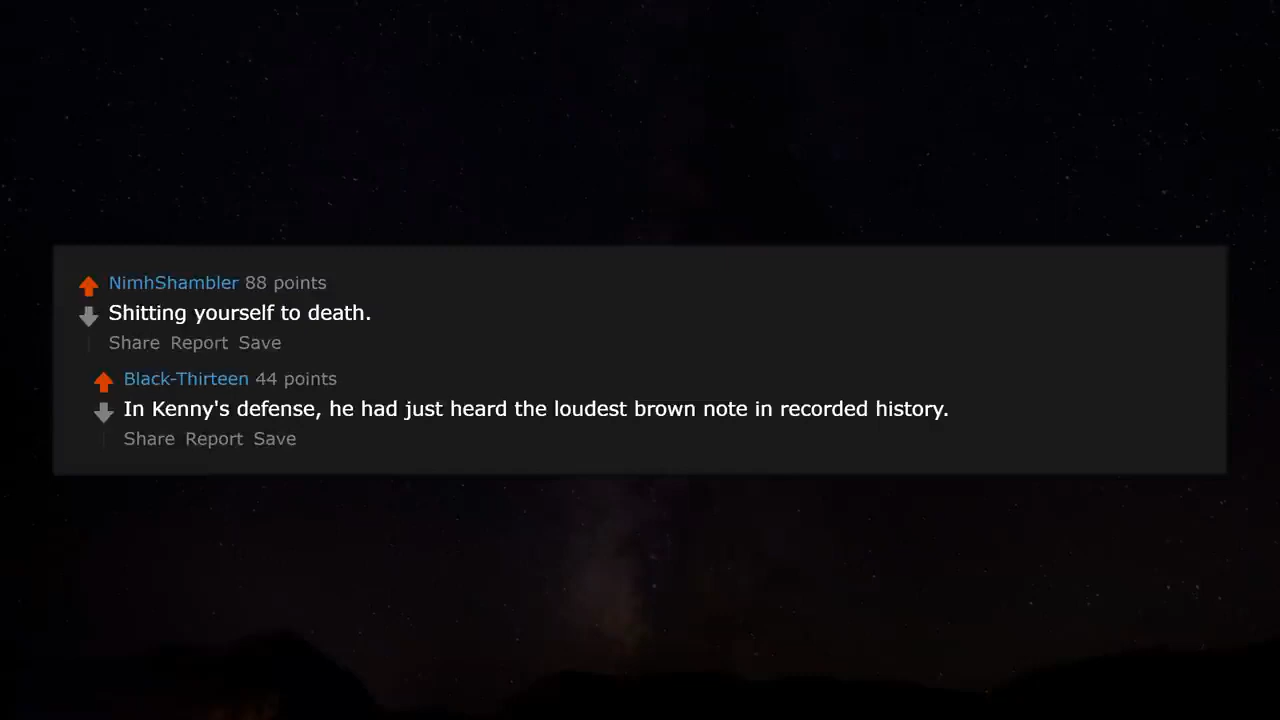 NimhShambler 88 points
Shitting yourself to death.
Share Report Save
Black-Thirteen 44 points
In Kenny's defense, he had just heard the loudest brown note in recorded history.
Share Report Save